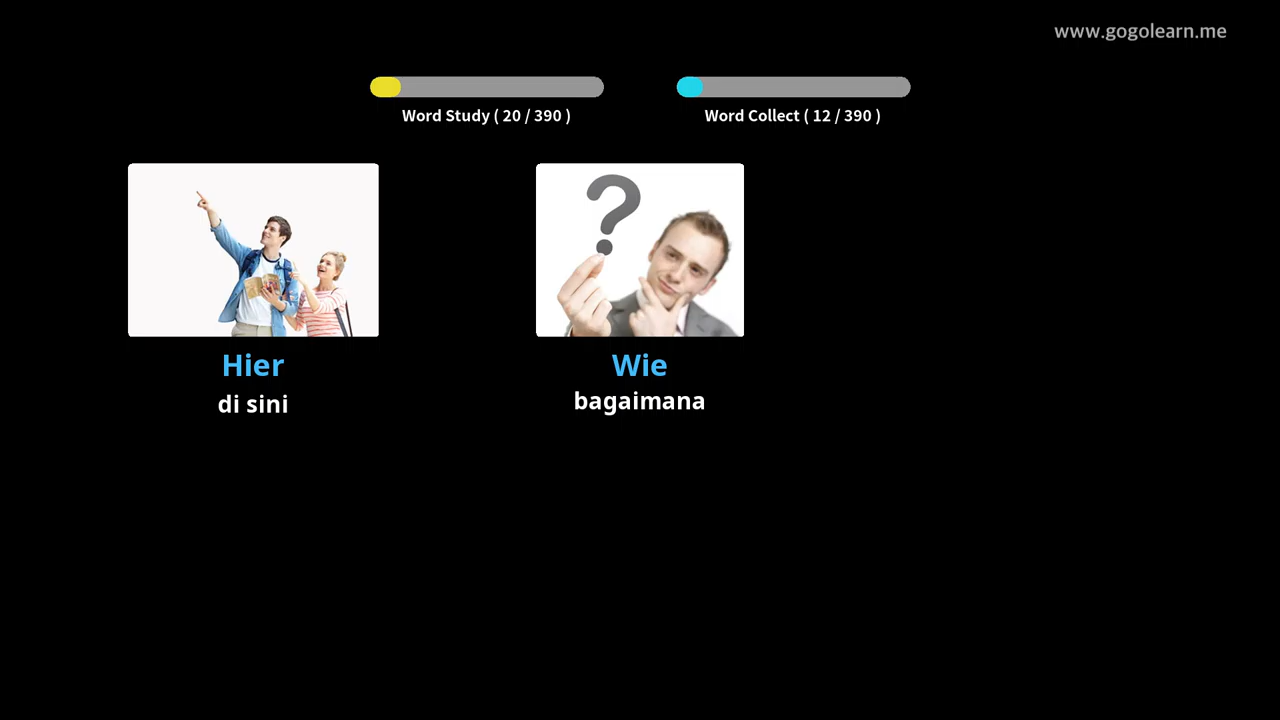 www.gogolearn.me
Word Study ( 20 / 390 )
Word Collect ( 12 / 390 )
?
Hier
di sini
Wie
bagaimana